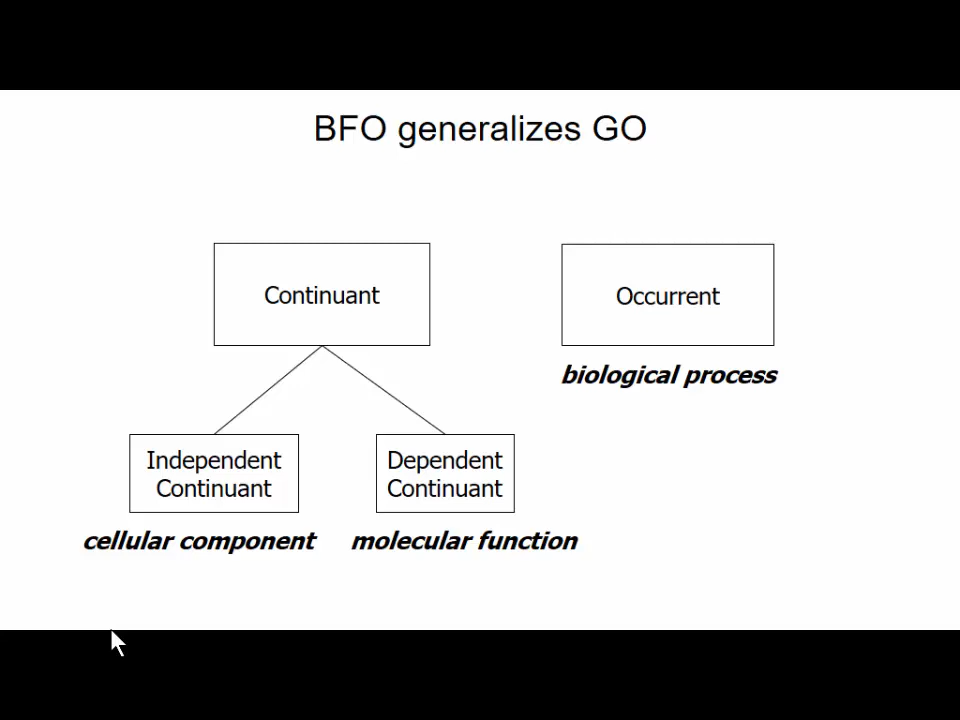 BFO generalizes GO
Continuant
Occurrent
biological process
Independent
Continuant
Dependent
Continuant
cellular component
molecular function